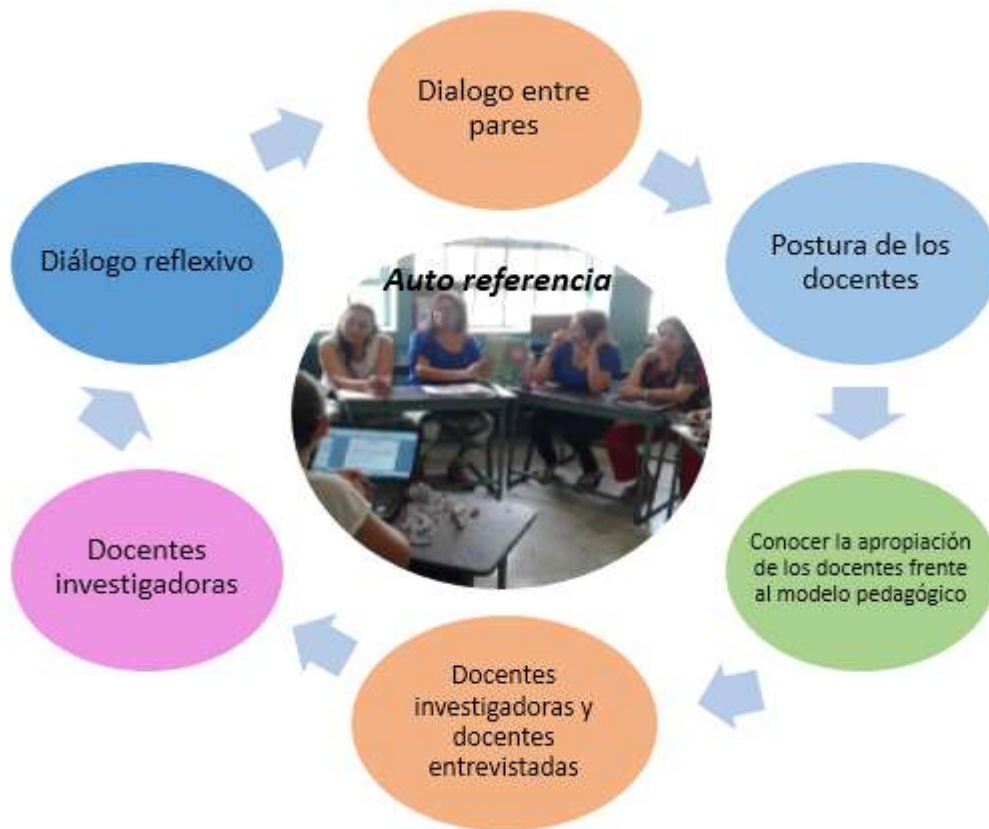 Dialogo entre
pares
Postura de los
docentes
Conocer la apropiación
de los docentes frente
al modelo pedagógico
Docentes
investigadoras y
docentes
entrevistadas
Docentes
investigadoras
Diálogo reflexivo
Auto referencia